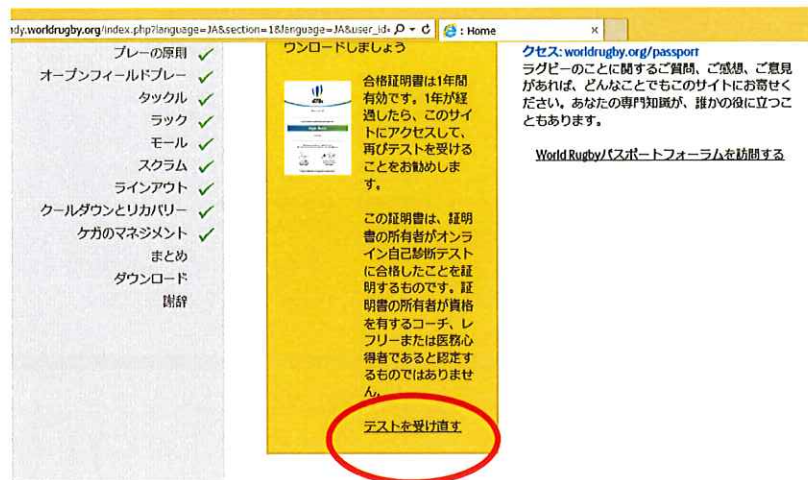 dy.worldrugby.org/index.php?language=JA&section=1&language=JA&user_id=
: Home
プレーの原則
オープンフィールドプレー
タックル
ラック
モール
スクラム
ラインアウト
クールダウンとリカバリー
ケガのマネジメント
まとめ
ダウンロード
謝辞
ウンロードしましょう
合格証明書は1年間
有効です。1年が経
過したら、このサイ
トにアクセスして、
再びテストを受ける
ことをお勧めしま
す。
この証明書は、証明
書の所有者がオンラ
イン自己診断テスト
に合格したことを証
明するものです。証
明書の所有者が資格
を有するコーチ、レ
フリーまたは医務心
得者であると認定す
るものではありませ
ん。
テストを受け直す
クセス: worldrugby.org/passport
ラグビーのことに関するご質問、ご感想、ご意見
があれば、どんなことでもこのサイトにお寄せく
ださい。あなたの専門知識が、誰かの役に立つこ
ともあります。
World Rugbyパスポートフォーラムを訪問する